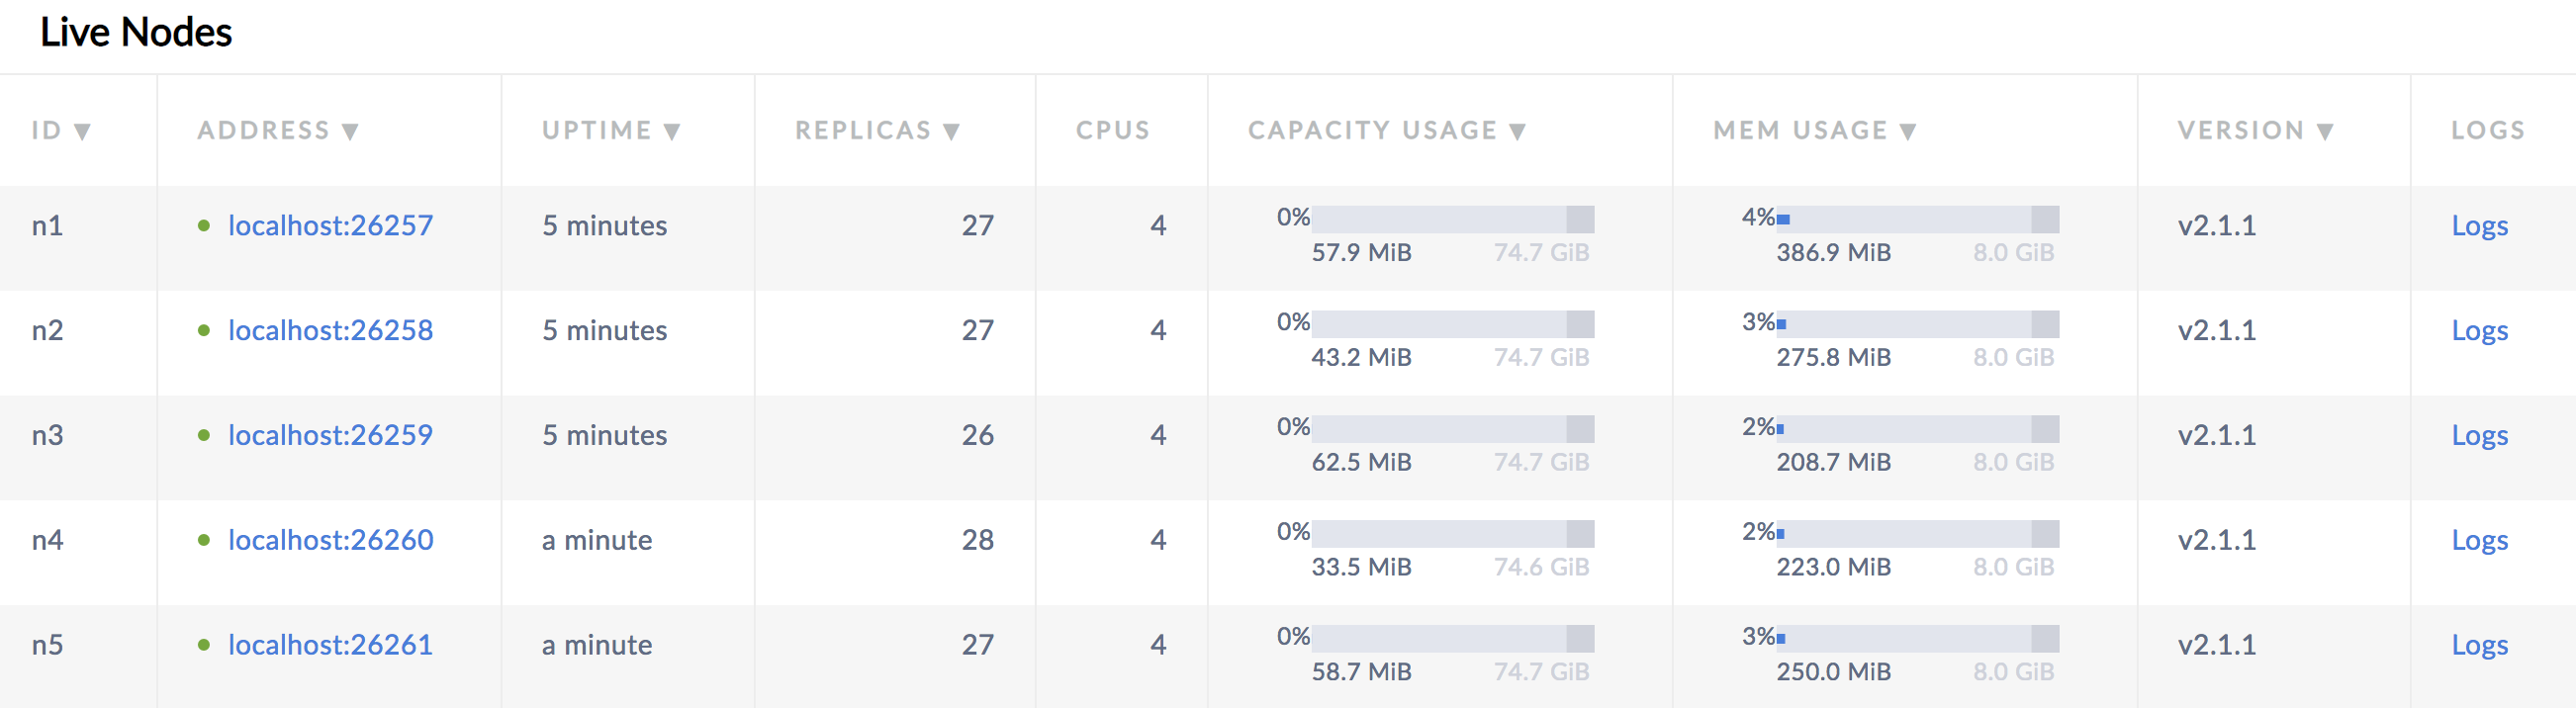 Live Nodes
ID ▼ ADDRESS ▼ UPTIME ▼ REPLICAS ▼ CPUS CAPACITY USAGE ▼ MEM USAGE ▼ VERSION ▼ LOGS
n1 localhost:26257 5 minutes 27 4 0% 4% v2.1.1 Logs
57.9 MiB 74.7 GiB 386.9 MiB 8.0 GiB
n2 localhost:26258 5 minutes 27 4 0% 3% v2.1.1 Logs
43.2 MiB 74.7 GiB 275.8 MiB 8.0 GiB
n3 localhost:26259 5 minutes 26 4 0% 2% v2.1.1 Logs
62.5 MiB 74.7 GiB 208.7 MiB 8.0 GiB
n4 localhost:26260 a minute 28 4 0% 2% v2.1.1 Logs
33.5 MiB 74.6 GiB 223.0 MiB 8.0 GiB
n5 localhost:26261 a minute 27 4 0% 3% v2.1.1 Logs
58.7 MiB 74.7 GiB 250.0 MiB 8.0 GiB